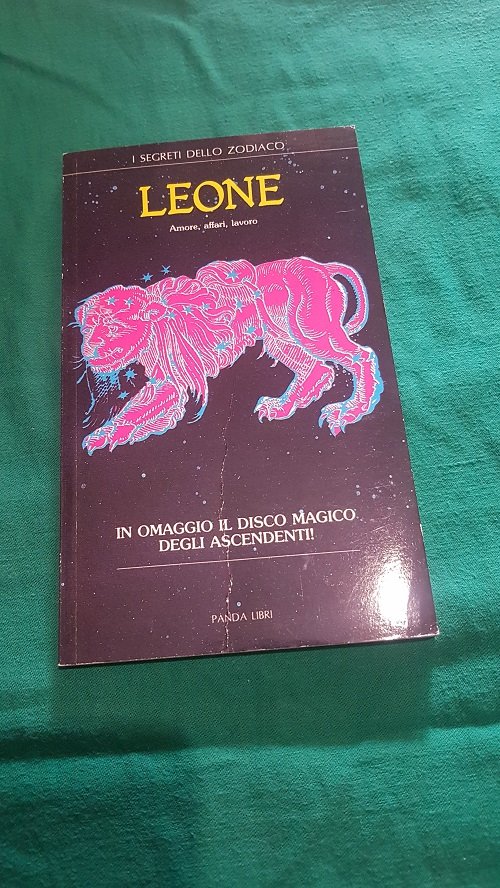 I SEGRETI DELLO ZODIACO
LEONE
Amore, affari, lavoro
IN OMAGGIO IL DISCO MAGICO
DEGLI ASCENDENTI!
PANDA LIBRI